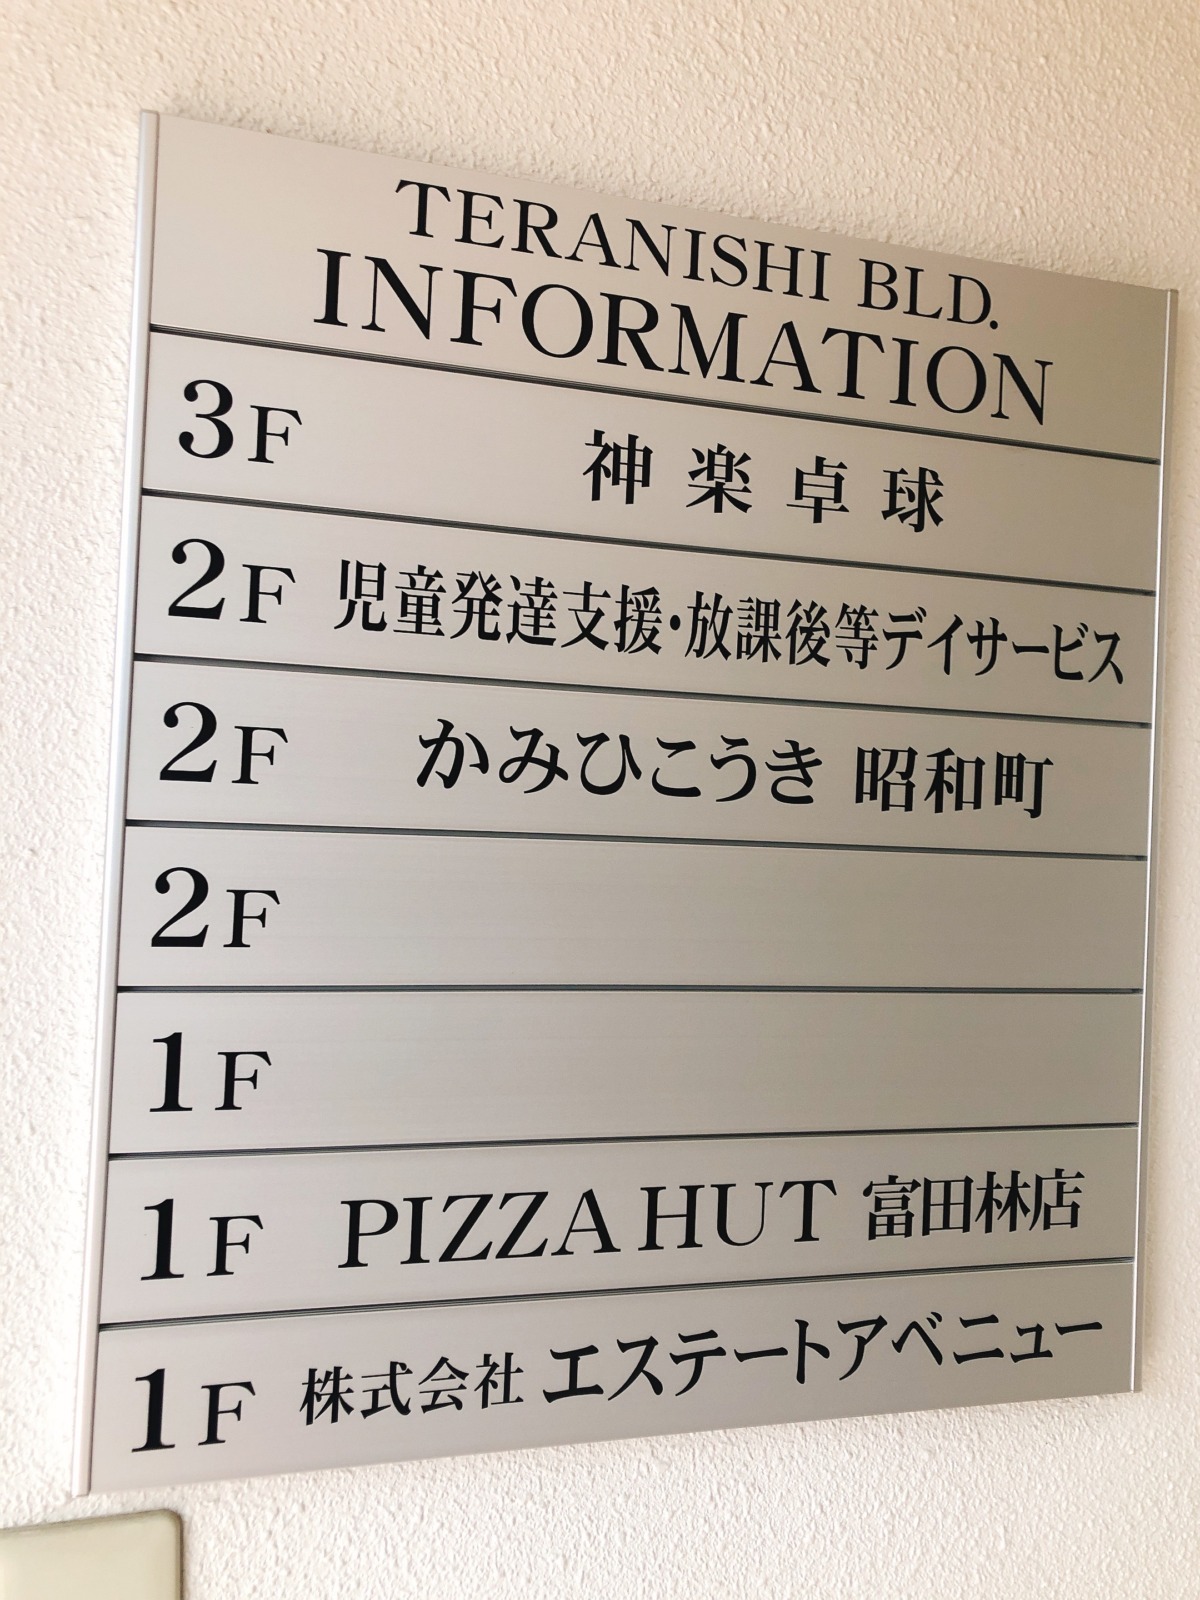 TERANISHI BLD.
INFORMATION
3F 神楽卓球
2F 児童発達支援・放課後等デイサービス
2F かみひこうき 昭和町
2F
1F
1F PIZZA HUT 富田林店
1F 株式会社 エステートアベニュー